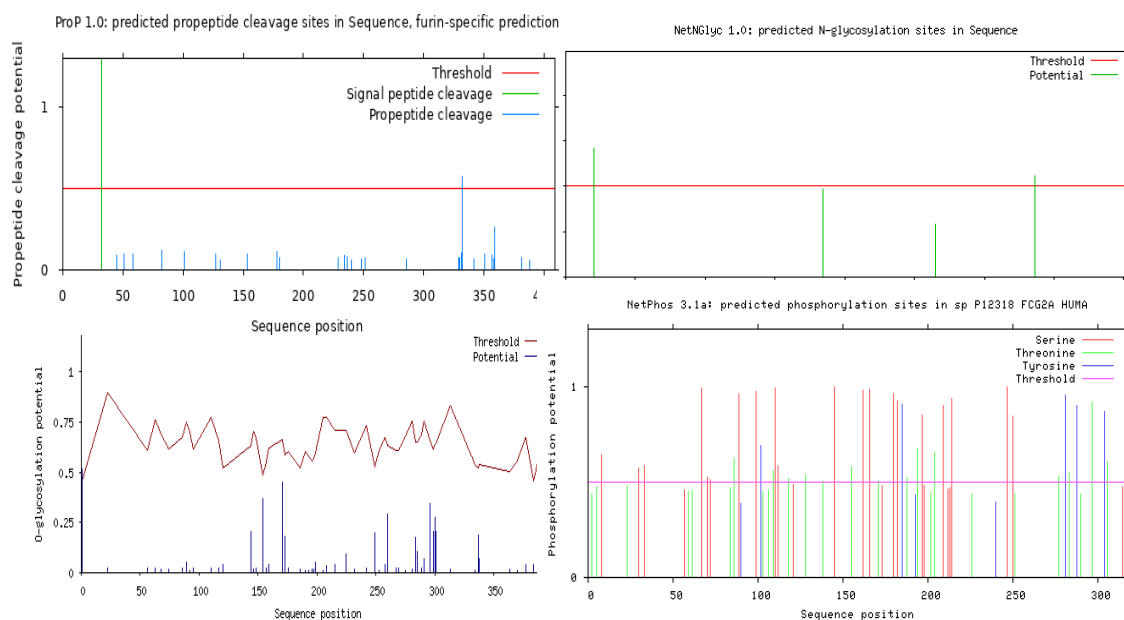 ProP 1.0: predicted propeptide cleavage sites in Sequence, furin-specific prediction
Propeptide cleavage potential
Threshold
Signal peptide cleavage
Propeptide cleavage
1
0
0 50 100 150 200 250 300 350 4
Sequence position
NetNGlyc 1.0: predicted N-glycosylation sites in Sequence
Threshold
Potential
O-glycosylation potential
Threshold
Potential
1
0.75
0.5
0.25
0
0 50 100 150 200 250 300 350
Sequence position
NetPhos 3.1a: predicted phosphorylation sites in sp P12318 FCG2A HUMA
Phosphorylation potential
Serine
Threonine
Tyrosine
Threshold
1
0
0 50 100 150 200 250 300
Sequence position